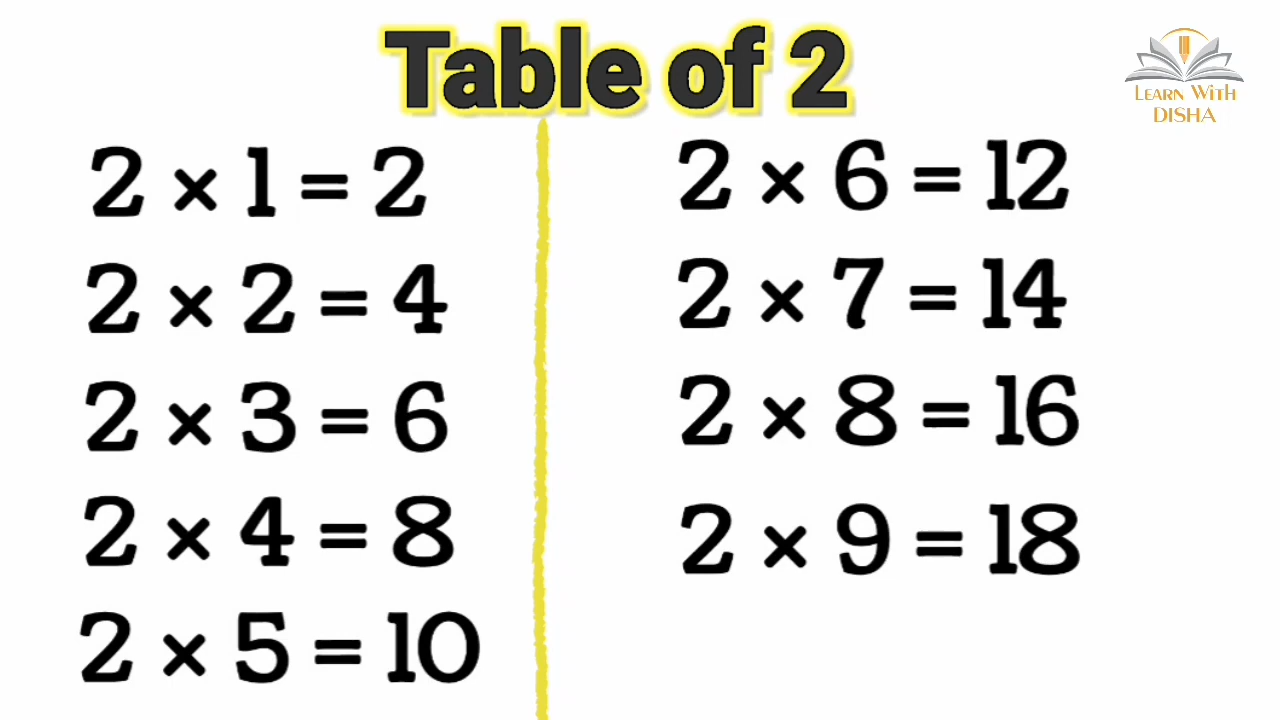 Table of 2
LEARN WITH
DISHA
2 × 1 = 2
2 × 2 = 4
2 × 3 = 6
2 × 4 = 8
2 × 5 = 10
2 × 6 = 12
2 × 7 = 14
2 × 8 = 16
2 × 9 = 18